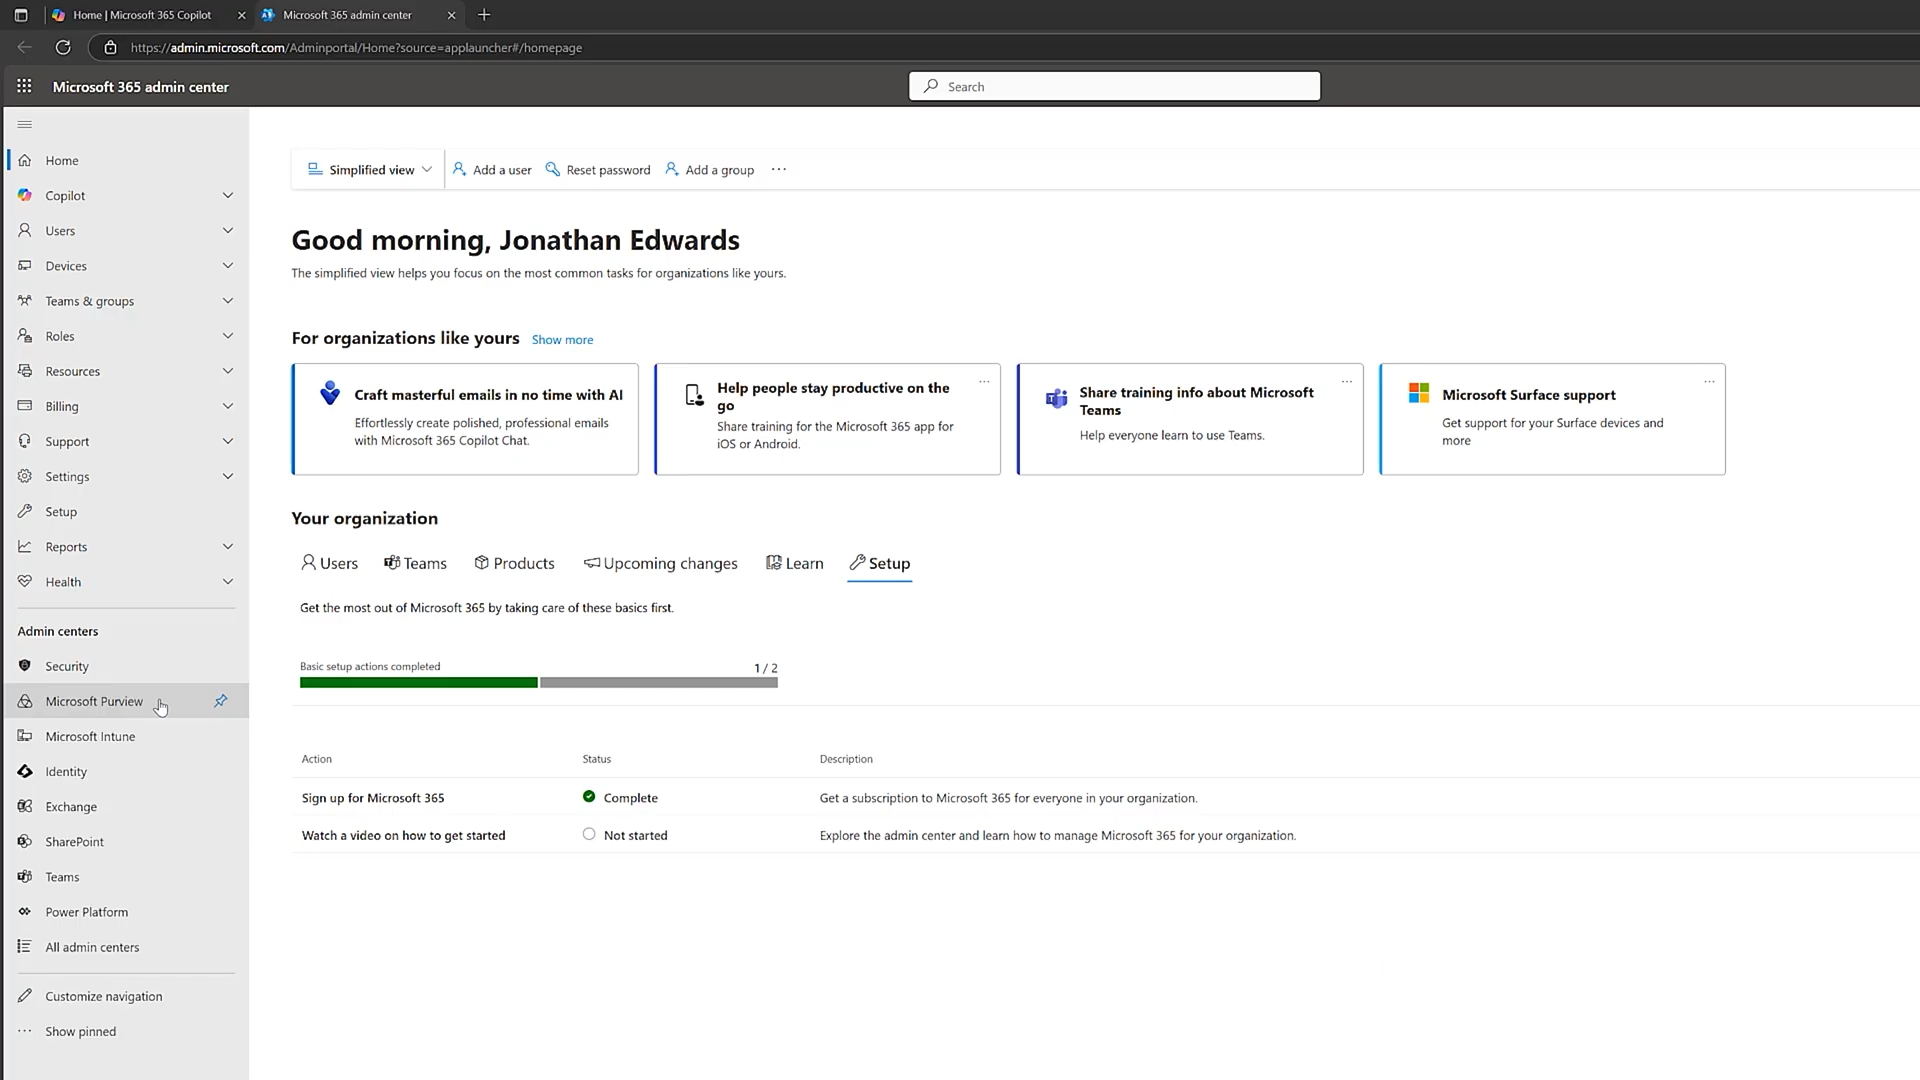 Home | Microsoft 365 Copilot
Microsoft 365 admin center
https://admin.microsoft.com/Adminportal/Home?source=applauncher#/homepage
Microsoft 365 admin center
Search
Home
Copilot
Users
Devices
Teams & groups
Roles
Resources
Billing
Support
Settings
Setup
Reports
Health
Admin centers
Security
Microsoft Purview
Microsoft Intune
Identity
Exchange
SharePoint
Teams
Power Platform
All admin centers
Customize navigation
Show pinned
Simplified view
Add a user
Reset password
Add a group
Good morning, Jonathan Edwards
The simplified view helps you focus on the most common tasks for organizations like yours.
For organizations like yours
Show more
Craft masterful emails in no time with AI
Effortlessly create polished, professional emails
with Microsoft 365 Copilot Chat.
Help people stay productive on the
go
Share training for the Microsoft 365 app for
iOS or Android.
Share training info about Microsoft
Teams
Help everyone learn to use Teams.
Microsoft Surface support
Get support for your Surface devices and
more
Your organization
Users
Teams
Products
Upcoming changes
Learn
Setup
Get the most out of Microsoft 365 by taking care of these basics first.
Basic setup actions completed
1 / 2
Action
Status
Description
Sign up for Microsoft 365
Complete
Get a subscription to Microsoft 365 for everyone in your organization.
Watch a video on how to get started
Not started
Explore the admin center and learn how to manage Microsoft 365 for your organization.